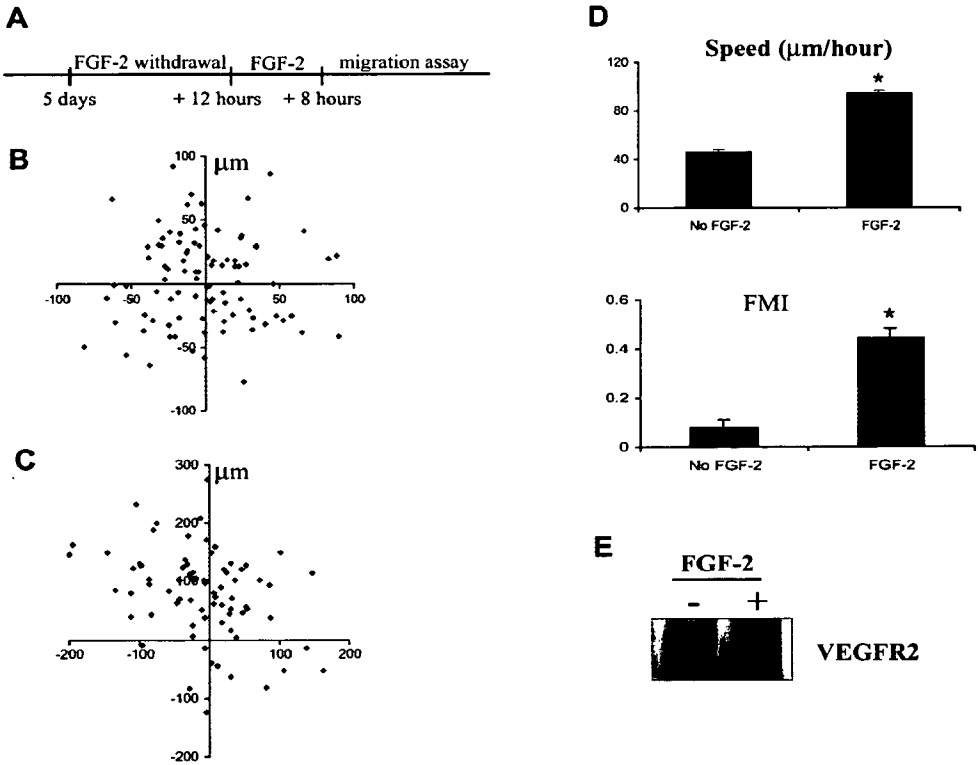 A
FGF-2 withdrawal FGF-2 migration assay
5 days + 12 hours + 8 hours
B
100
μm
50
-100 -50 0 50 100
-50
-100
C
300
μm
200
100
0
-200 -100 0 100 200
-100
-200
D
Speed (μm/hour)
120
*
80
40
0
No FGF-2 FGF-2
0.6
FMI
*
0.4
0.2
0
No FGF-2 FGF-2
E
FGF-2
- +
VEGFR2